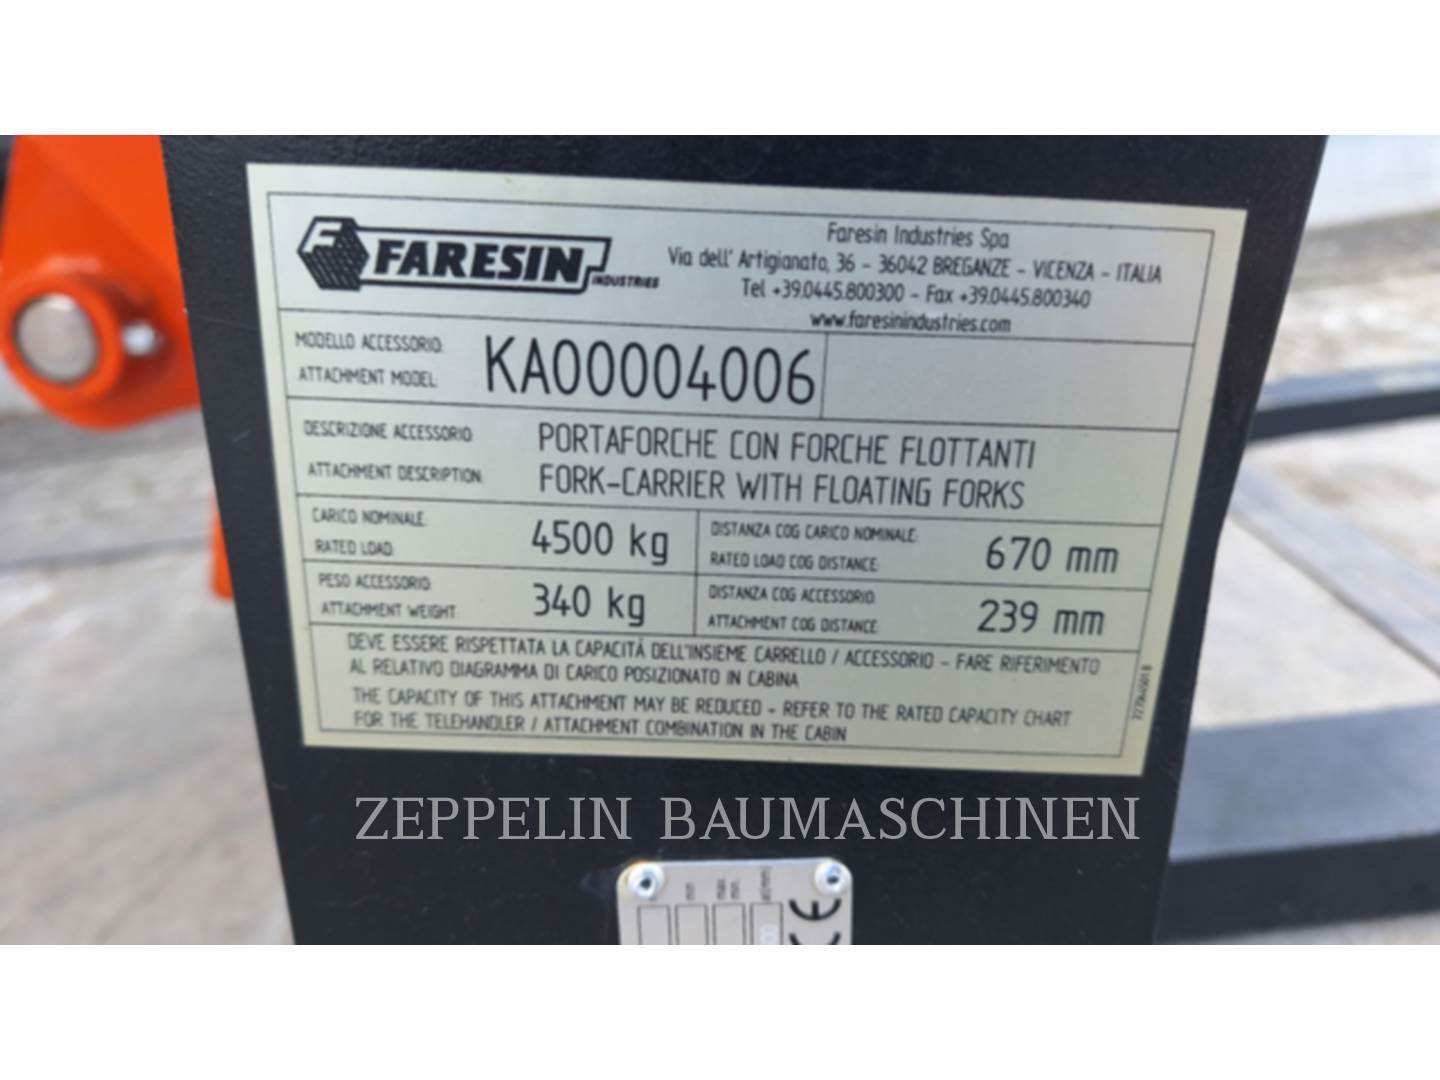 FARESIN
INDUSTRIES
Faresin Industries Spa
Via dell' Artigianato, 36 - 36042 BREGANZE - VICENZA - ITALIA
Tel +39.0445.800300 - Fax +39.0445.800340
www.faresinindustries.com
MODELLO ACCESSORIO:
ATTACHMENT MODEL:
KA00004006
DESCRIZIONE ACCESSORIO:
ATTACHMENT DESCRIPTION:
PORTAFORCHE CON FORCHE FLOTTANTI
FORK-CARRIER WITH FLOATING FORKS
CARICO NOMINALE:
RATED LOAD:
4500 kg
DISTANZA COG CARICO NOMINALE:
RATED LOAD COG DISTANCE:
670 mm
PESO ACCESSORIO:
ATTACHMENT WEIGHT:
340 kg
DISTANZA COG ACCESSORIO:
ATTACHMENT COG DISTANCE:
239 mm
DEVE ESSERE RISPETTATA LA CAPACITÀ DELL'INSIEME CARRELLO / ACCESSORIO - FARE RIFERIMENTO
AL RELATIVO DIAGRAMMA DI CARICO POSIZIONATO IN CABINA
THE CAPACITY OF THIS ATTACHMENT MAY BE REDUCED - REFER TO THE RATED CAPACITY CHART
FOR THE TELEHANDLER / ATTACHMENT COMBINATION IN THE CABIN
ZEPPELIN BAUMASCHINEN
mm
max.
min.
CE